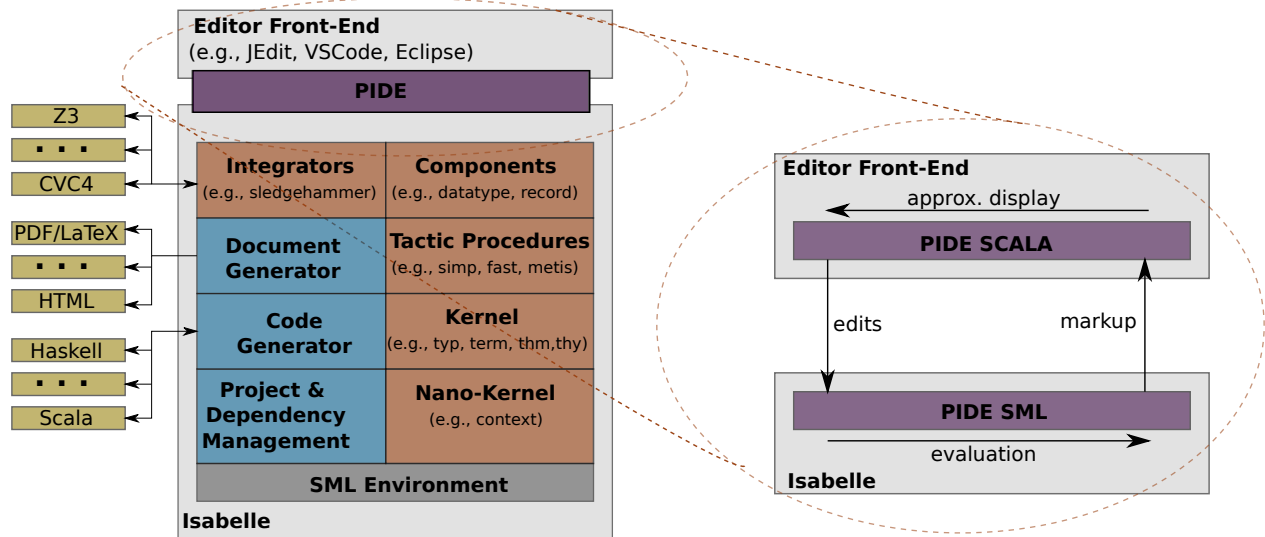 Editor Front-End
(e.g., JEdit, VSCode, Eclipse)
PIDE
Z3
...
CVC4
PDF/LaTeX
...
HTML
Haskell
...
Scala
Integrators
(e.g., sledgehammer)
Components
(e.g., datatype, record)
Document
Generator
Tactic Procedures
(e.g., simp, fast, metis)
Code
Generator
Kernel
(e.g., typ, term, thm,thy)
Project &
Dependency
Management
Nano-Kernel
(e.g., context)
SML Environment
Isabelle
Editor Front-End
approx. display
PIDE SCALA
edits
markup
PIDE SML
evaluation
Isabelle